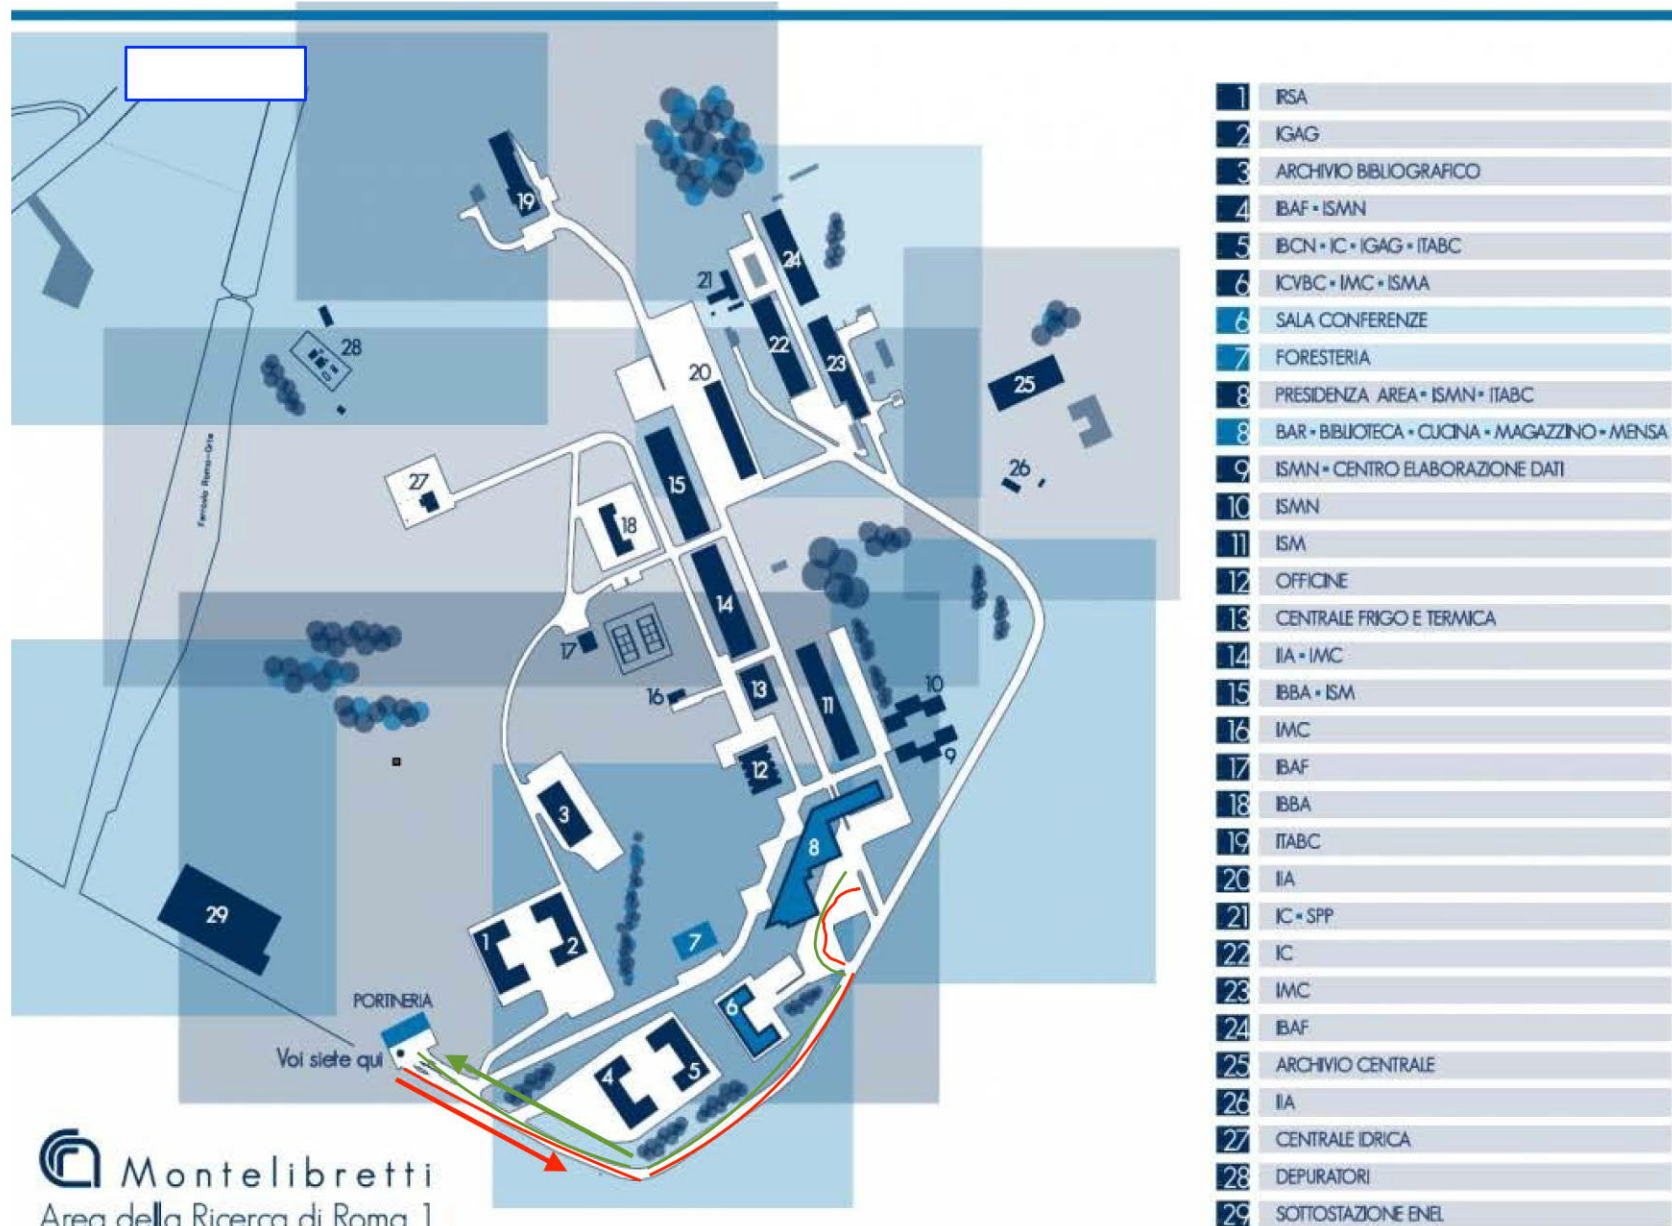 19
21
24
22
23
28
20
25
Ferrovia Roma-Orte
27
15
26
18
14
17
16
13
11
10
9
12
3
8
29
1
2
7
6
PORTINERIA
Voi siete qui
4
5
Montelibretti
Area della Ricerca di Roma 1
1 IRSA
2 IGAG
3 ARCHIVIO BIBLIOGRAFICO
4 IBAF • ISMN
5 IBCN • IC • IGAG • ITABC
6 ICVBC • IMC • ISMA
6 SALA CONFERENZE
7 FORESTERIA
8 PRESIDENZA AREA • ISMN • ITABC
8 BAR • BIBLIOTECA • CUCINA • MAGAZZINO • MENSA
9 ISMN • CENTRO ELABORAZIONE DATI
10 ISMN
11 ISM
12 OFFICINE
13 CENTRALE FRIGO E TERMICA
14 IIA • IMC
15 IBBA • ISM
16 IMC
17 IBAF
18 IBBA
19 ITABC
20 IIA
21 IC • SPP
22 IC
23 IMC
24 IBAF
25 ARCHIVIO CENTRALE
26 IIA
27 CENTRALE IDRICA
28 DEPURATORI
29 SOTTOSTAZIONE ENEL